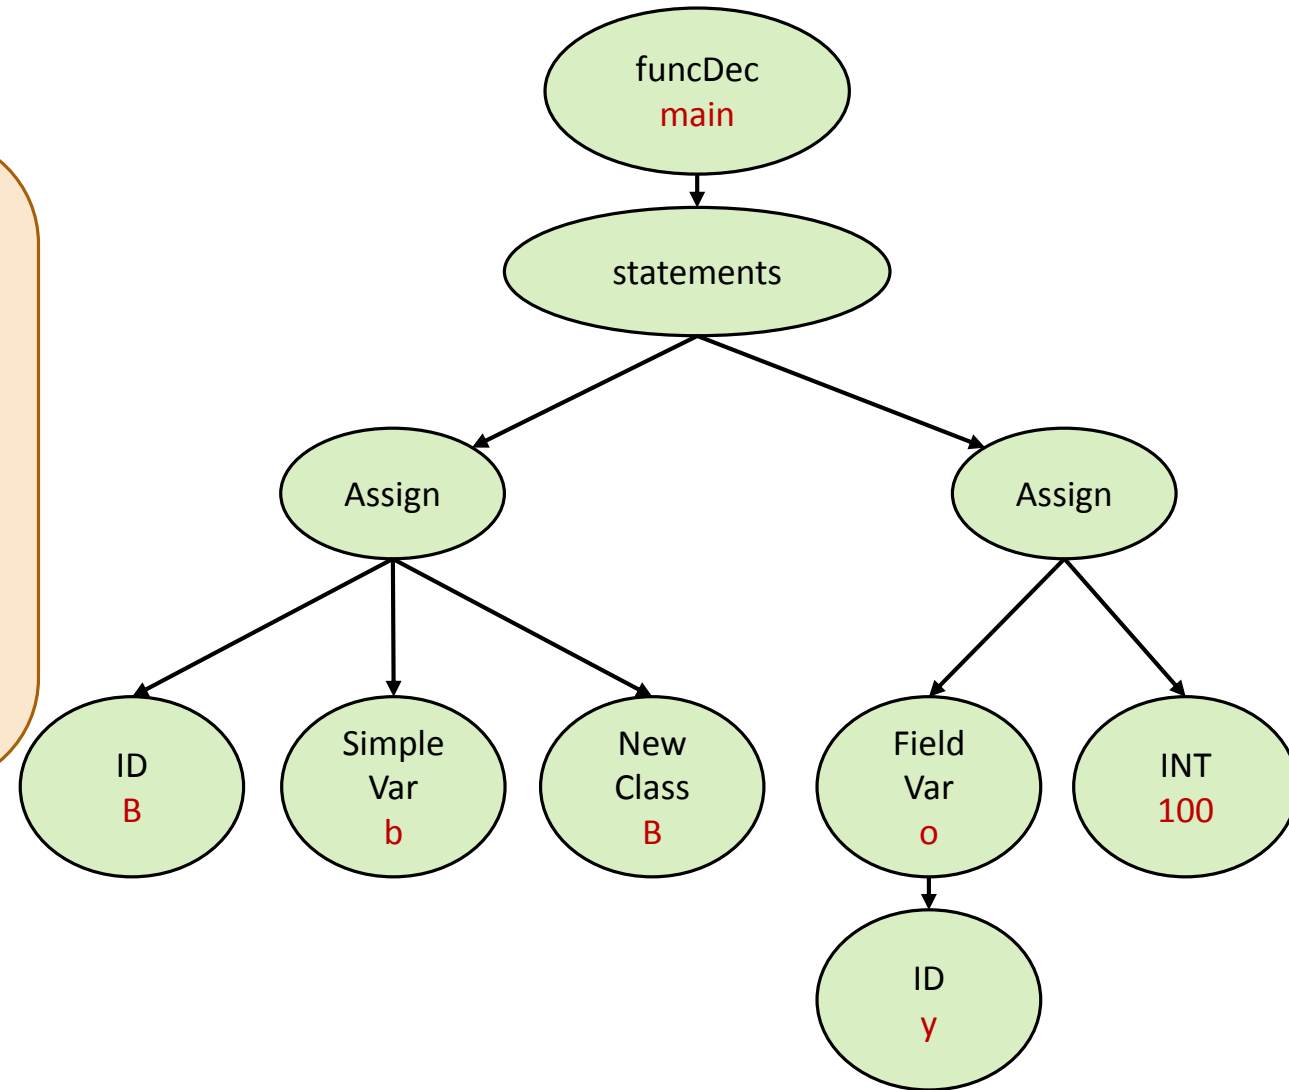 funcDec
main
statements
Assign
Assign
ID
B
Simple
Var
b
New
Class
B
Field
Var
o
INT
100
ID
y